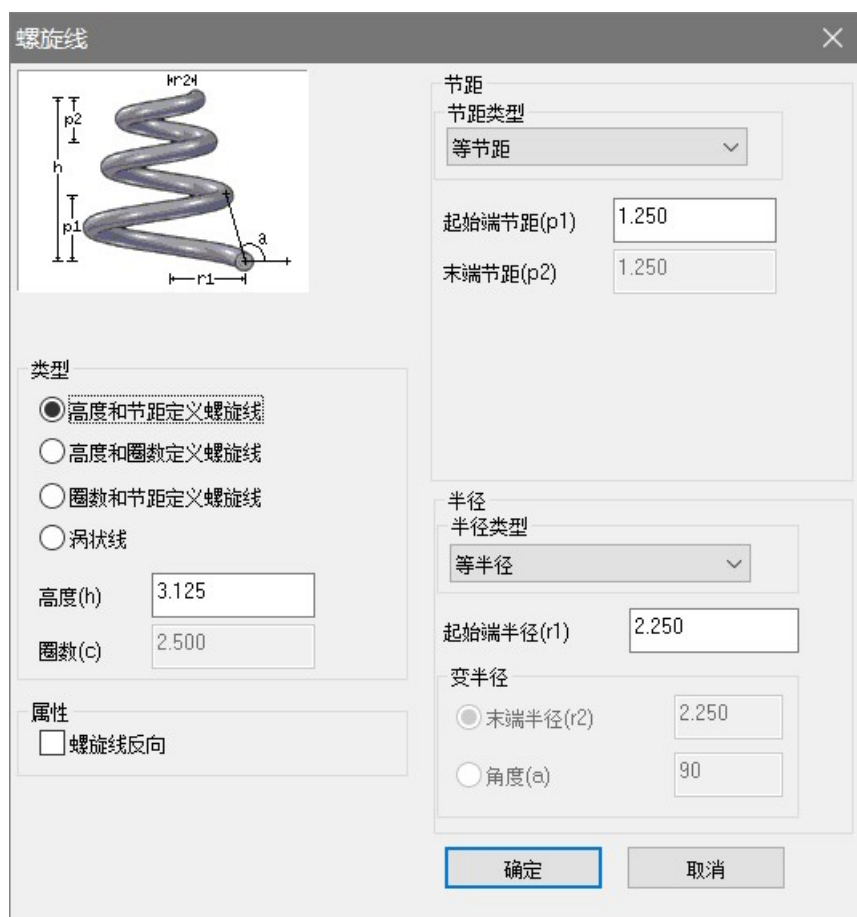 螺旋线
r2
p2
h
p1
a
r1
类型
高度和节距定义螺旋线
高度和圈数定义螺旋线
圈数和节距定义螺旋线
涡状线
高度(h) 3.125
圈数(c) 2.500
属性
螺旋线反向
节距
节距类型
等节距
起始端节距(p1) 1.250
末端节距(p2) 1.250
半径
半径类型
等半径
起始端半径(r1) 2.250
变半径
末端半径(r2) 2.250
角度(a) 90
确定 取消